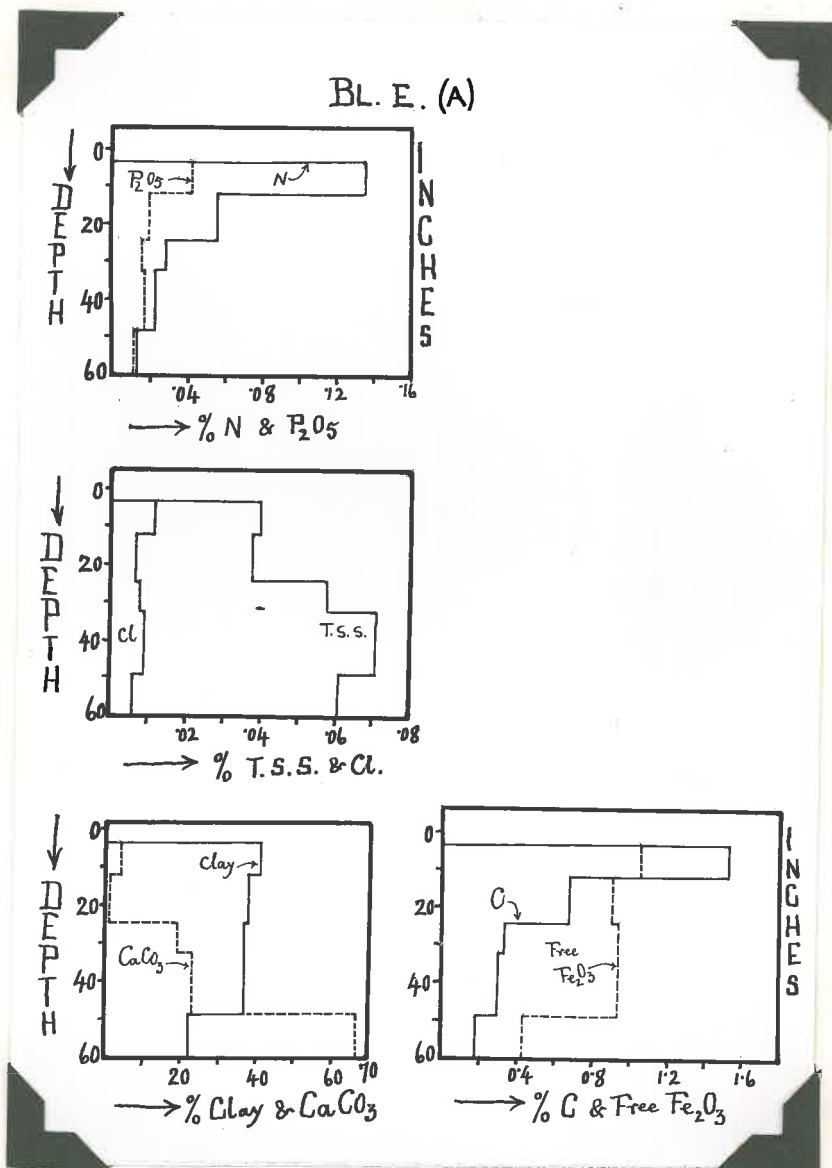 BL. E. (A)
DEPTH
0
20
40
60
P2O5
N
INCHES
·04 ·08 ·12 ·16
% N & P2O5
DEPTH
0
20
40
60
Cl
T.S.S.
·02 ·04 ·06 ·08
% T.S.S. & Cl.
DEPTH
0
20
40
60
Clay
CaCO3
20 40 60 70
% Clay & CaCO3
0
20
40
60
C
Free
Fe2O3
INCHES
0·4 0·8 1·2 1·6
% C & Free Fe2O3